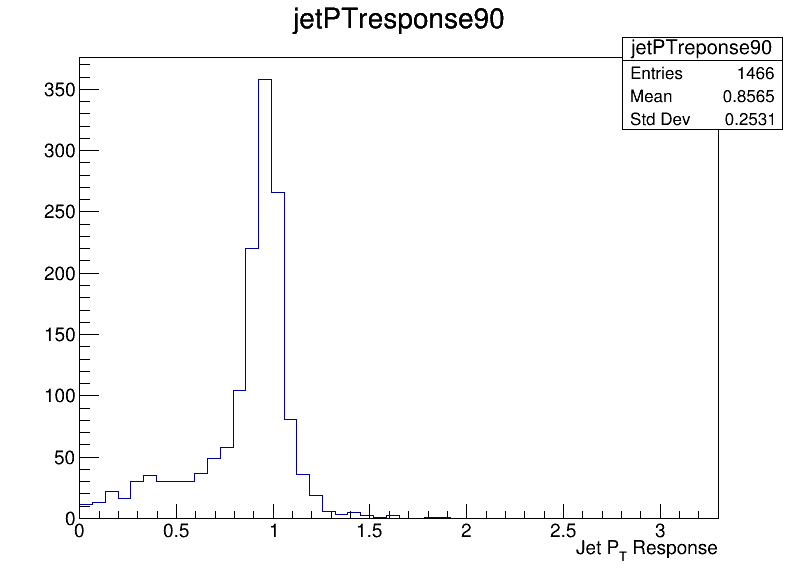 jetPTresponse90
jetPTreponse90
Entries 1466
Mean 0.8565
Std Dev 0.2531
350
300
250
200
150
100
50
0
0 0.5 1 1.5 2 2.5 3
Jet P_T Response